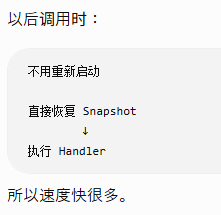 以后调用时：
不用重新启动
直接恢复 Snapshot
↓
执行 Handler
所以速度快很多。